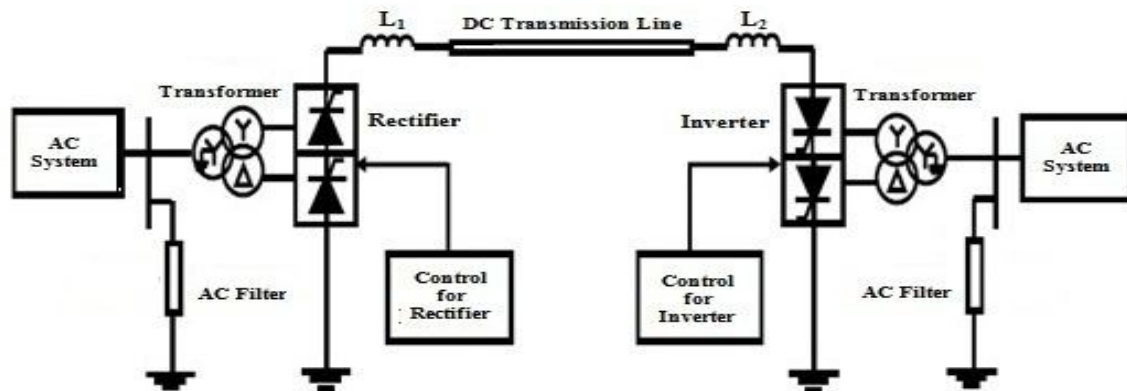 L₁
DC Transmission Line
L₂
Transformer
Rectifier
Inverter
Transformer
AC
System
Y
Y
Δ
Y
Y
Δ
AC
System
AC Filter
Control
for
: Rectifier
Control
for
Inverter
AC Filter